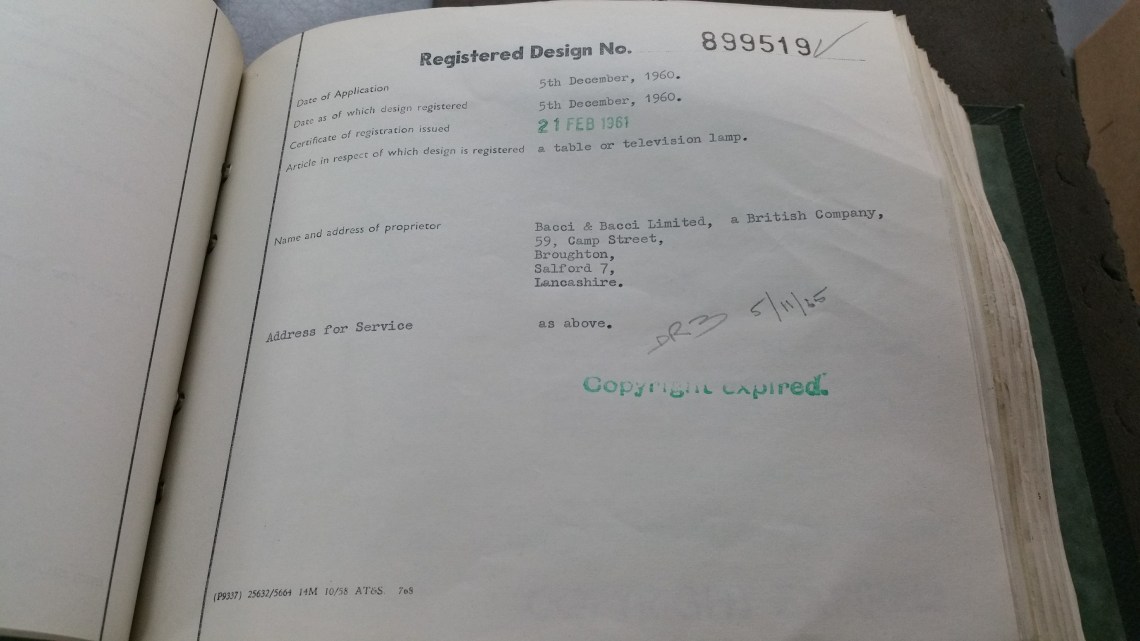 Registered Design No. 899519
Date of Application 5th December, 1960.
Date as of which design registered 5th December, 1960.
Certificate of registration issued 21 FEB 1961
Article in respect of which design is registered a table or television lamp.
Name and address of proprietor Bacci & Bacci Limited, a British Company,
59, Camp Street,
Broughton,
Salford 7,
Lancashire.
Address for Service as above.
DR3 5/11/65
Copyright expired.
(P9337) 25632/5664 14M 10/58 AT&S. 768